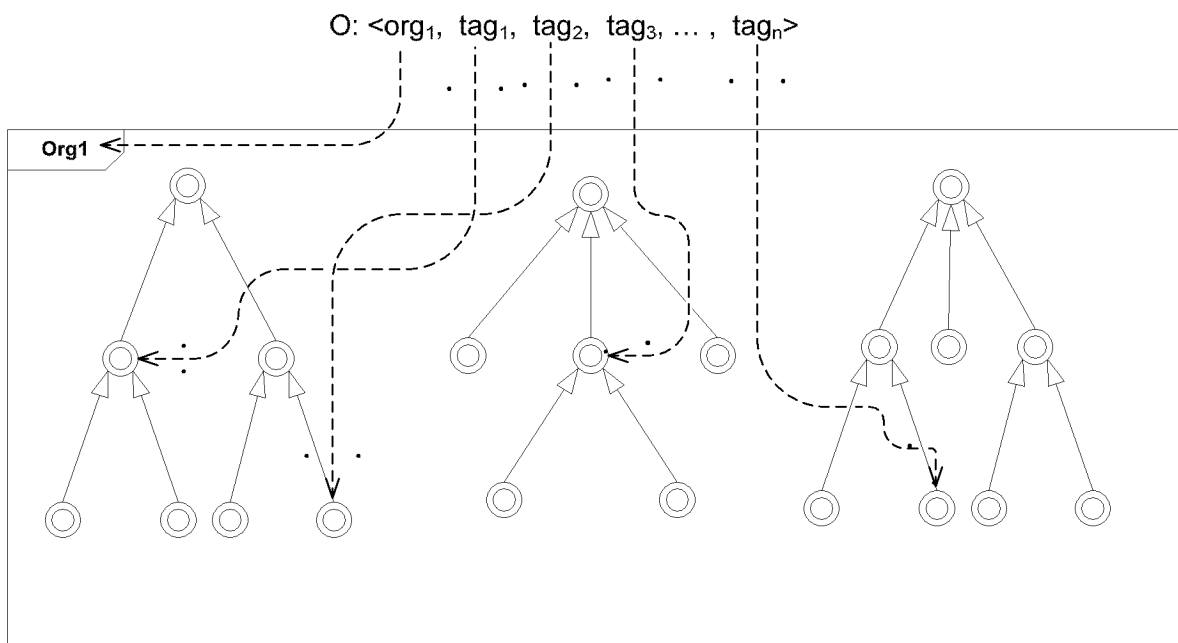 O: <org₁, tag₁, tag₂, tag₃, ... , tagₙ>
Org1